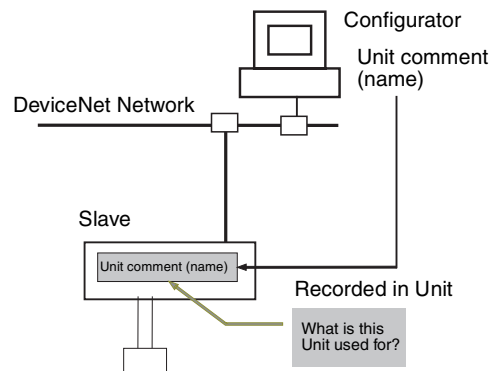 Configurator
Unit comment
(name)
DeviceNet Network
Slave
Unit comment (name)
Recorded in Unit
What is this
Unit used for?